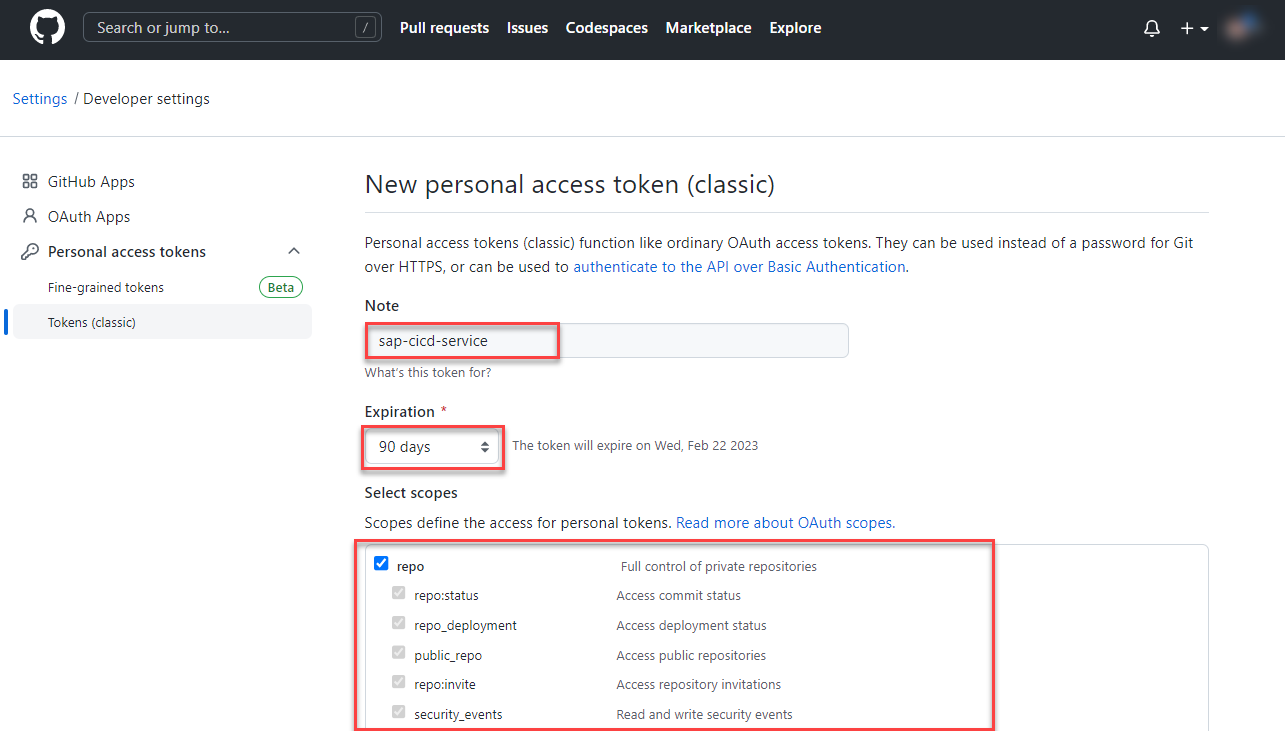 Search or jump to... /
Pull requests Issues Codespaces Marketplace Explore
Settings / Developer settings
GitHub Apps
OAuth Apps
Personal access tokens
Fine-grained tokens Beta
Tokens (classic)
New personal access token (classic)
Personal access tokens (classic) function like ordinary OAuth access tokens. They can be used instead of a password for Git
over HTTPS, or can be used to authenticate to the API over Basic Authentication.
Note
sap-cicd-service
What's this token for?
Expiration *
90 days The token will expire on Wed, Feb 22 2023
Select scopes
Scopes define the access for personal tokens. Read more about OAuth scopes.
repo Full control of private repositories
repo:status Access commit status
repo_deployment Access deployment status
public_repo Access public repositories
repo:invite Access repository invitations
security_events Read and write security events